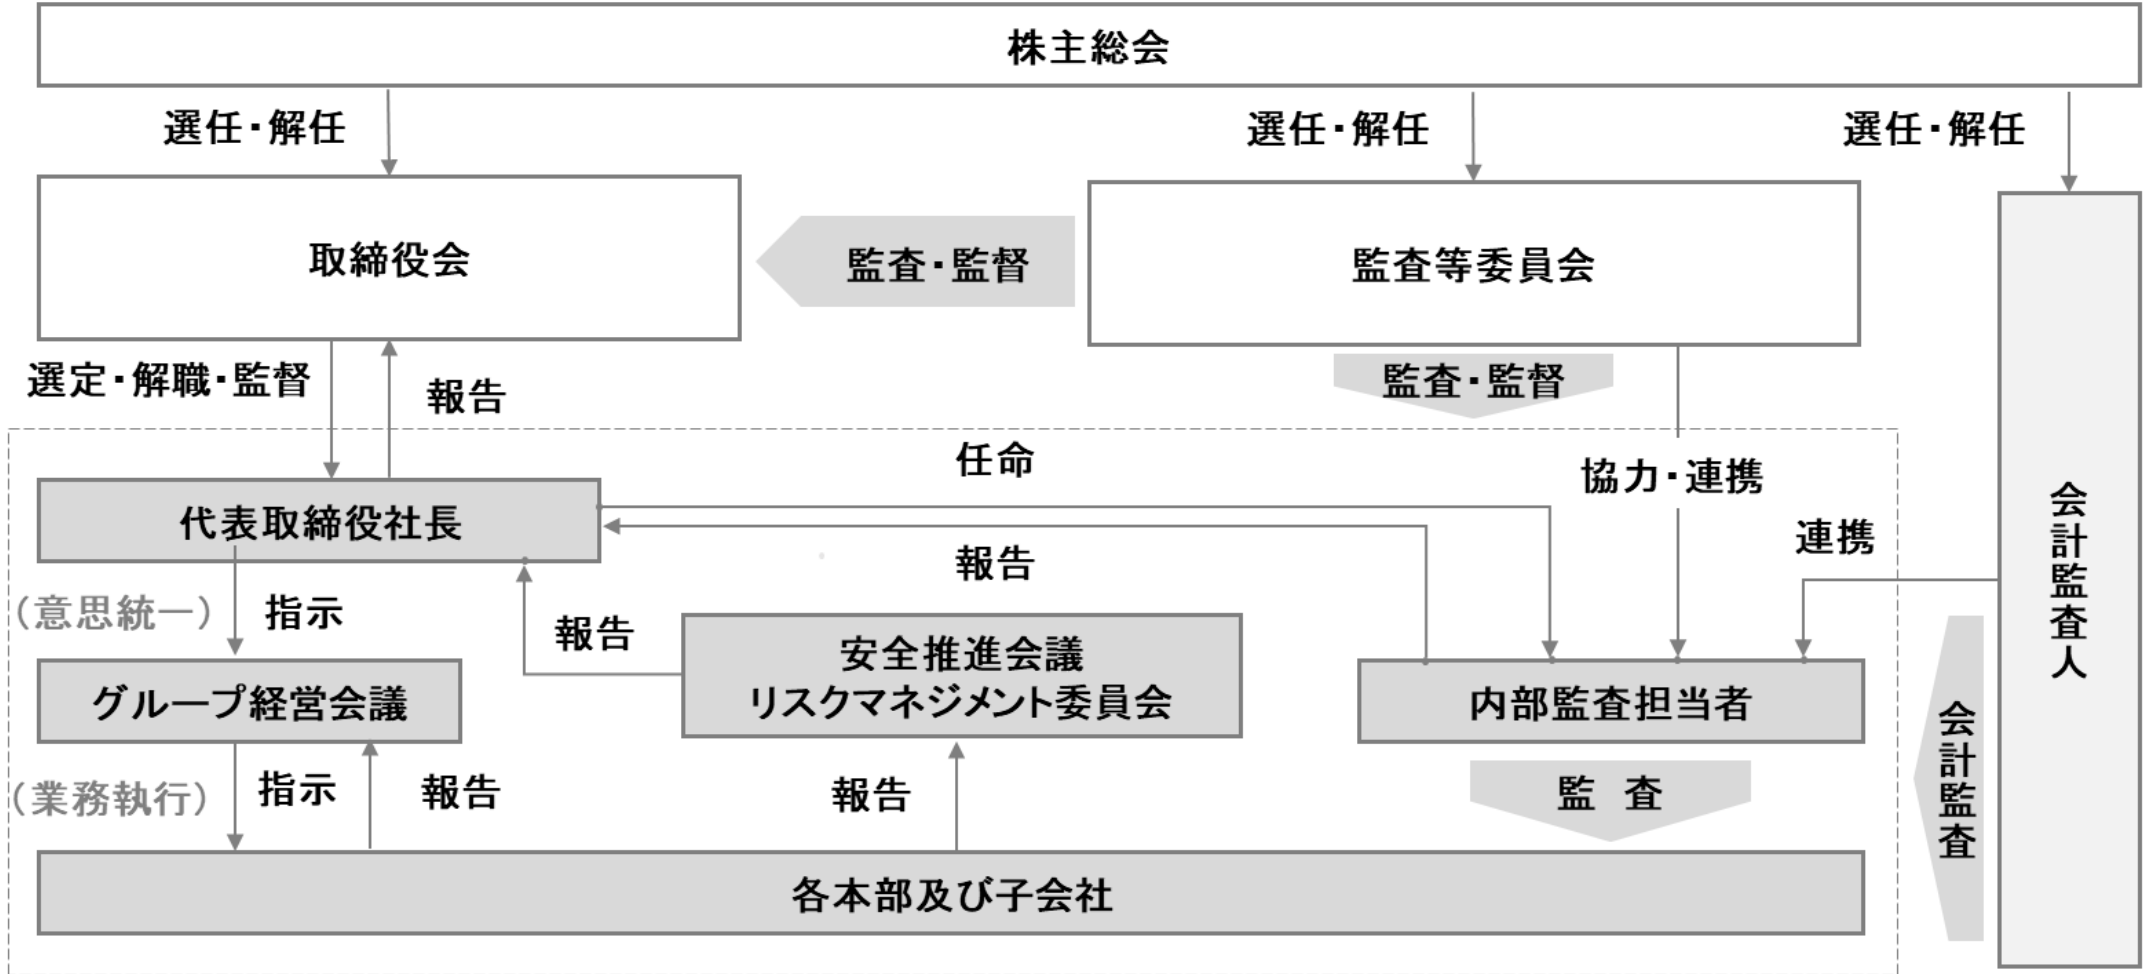 株主総会
選任・解任
選任・解任
選任・解任
取締役会
監査・監督
監査等委員会
選定・解職・監督
報告
監査・監督
任命
協力・連携
代表取締役社長
連携
報告
会計監査人
(意思統一)
指示
報告
安全推進会議
リスクマネジメント委員会
グループ経営会議
内部監査担当者
会計監査
(業務執行)
指示
報告
報告
監 査
各本部及び子会社